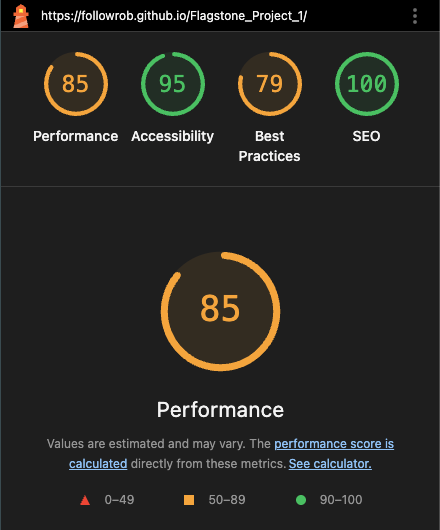 https://followrob.github.io/Flagstone_Project_1/
85 95 79 100
Performance Accessibility Best SEO
Practices
85
Performance
Values are estimated and may vary. The performance score is
calculated directly from these metrics. See calculator.
0–49 50–89 90–100